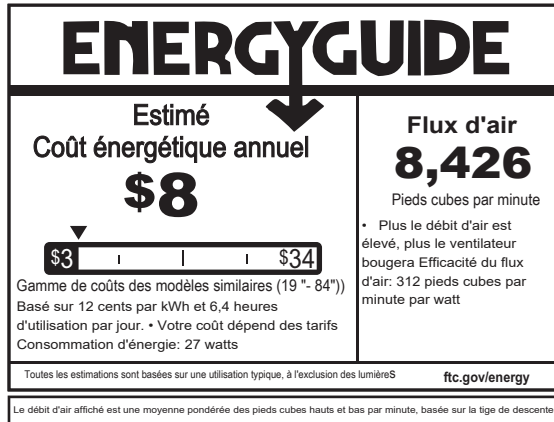 ENERGYGUIDE
Estimé
Coût énergétique annuel
$8
$3
$34
Gamme de coûts des modèles similaires (19 "- 84"))
Basé sur 12 cents par kWh et 6,4 heures
d'utilisation par jour. • Votre coût dépend des tarifs
Consommation d'énergie: 27 watts
Flux d'air
8,426
Pieds cubes par minute
• Plus le débit d'air est
élevé, plus le ventilateur
bougera Efficacité du flux
d'air: 312 pieds cubes par
minute par watt
Toutes les estimations sont basées sur une utilisation typique, à l'exclusion des lumièreS
ftc.gov/energy
Le débit d'air affiché est une moyenne pondérée des pieds cubes hauts et bas par minute, basée sur la tige de descente